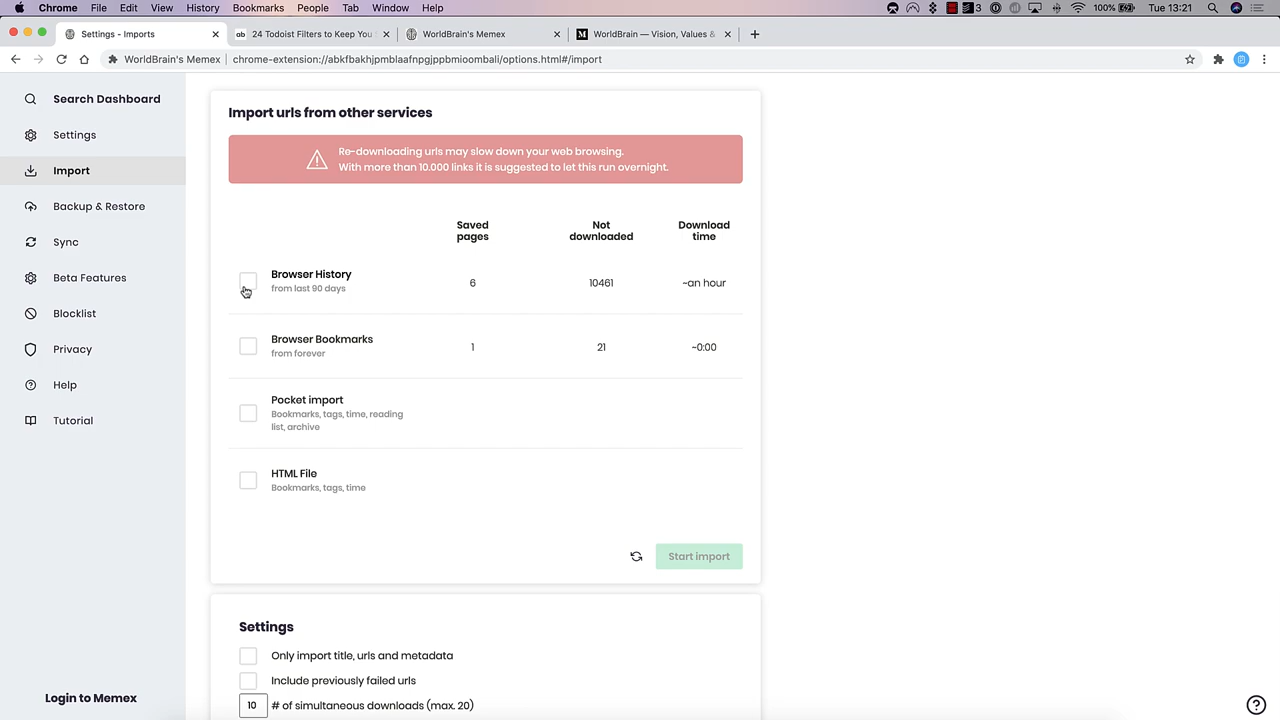 Chrome File Edit View History Bookmarks People Tab Window Help 3 100% Tue 13:21
Settings - Imports
24 Todoist Filters to Keep You
WorldBrain's Memex
WorldBrain — Vision, Values &
WorldBrain's Memex chrome-extension://abkfbakhjpmblaafnpgjppbmioombali/options.html#/import
Search Dashboard
Settings
Import
Backup & Restore
Sync
Beta Features
Blocklist
Privacy
Help
Tutorial
Login to Memex
Import urls from other services
Re-downloading urls may slow down your web browsing.
With more than 10.000 links it is suggested to let this run overnight.
Saved pages
Not downloaded
Download time
Browser History 6 10461 ~an hour
from last 90 days
Browser Bookmarks 1 21 ~0:00
from forever
Pocket import
Bookmarks, tags, time, reading
list, archive
HTML File
Bookmarks, tags, time
Start import
Settings
Only import title, urls and metadata
Include previously failed urls
10 # of simultaneous downloads (max. 20)